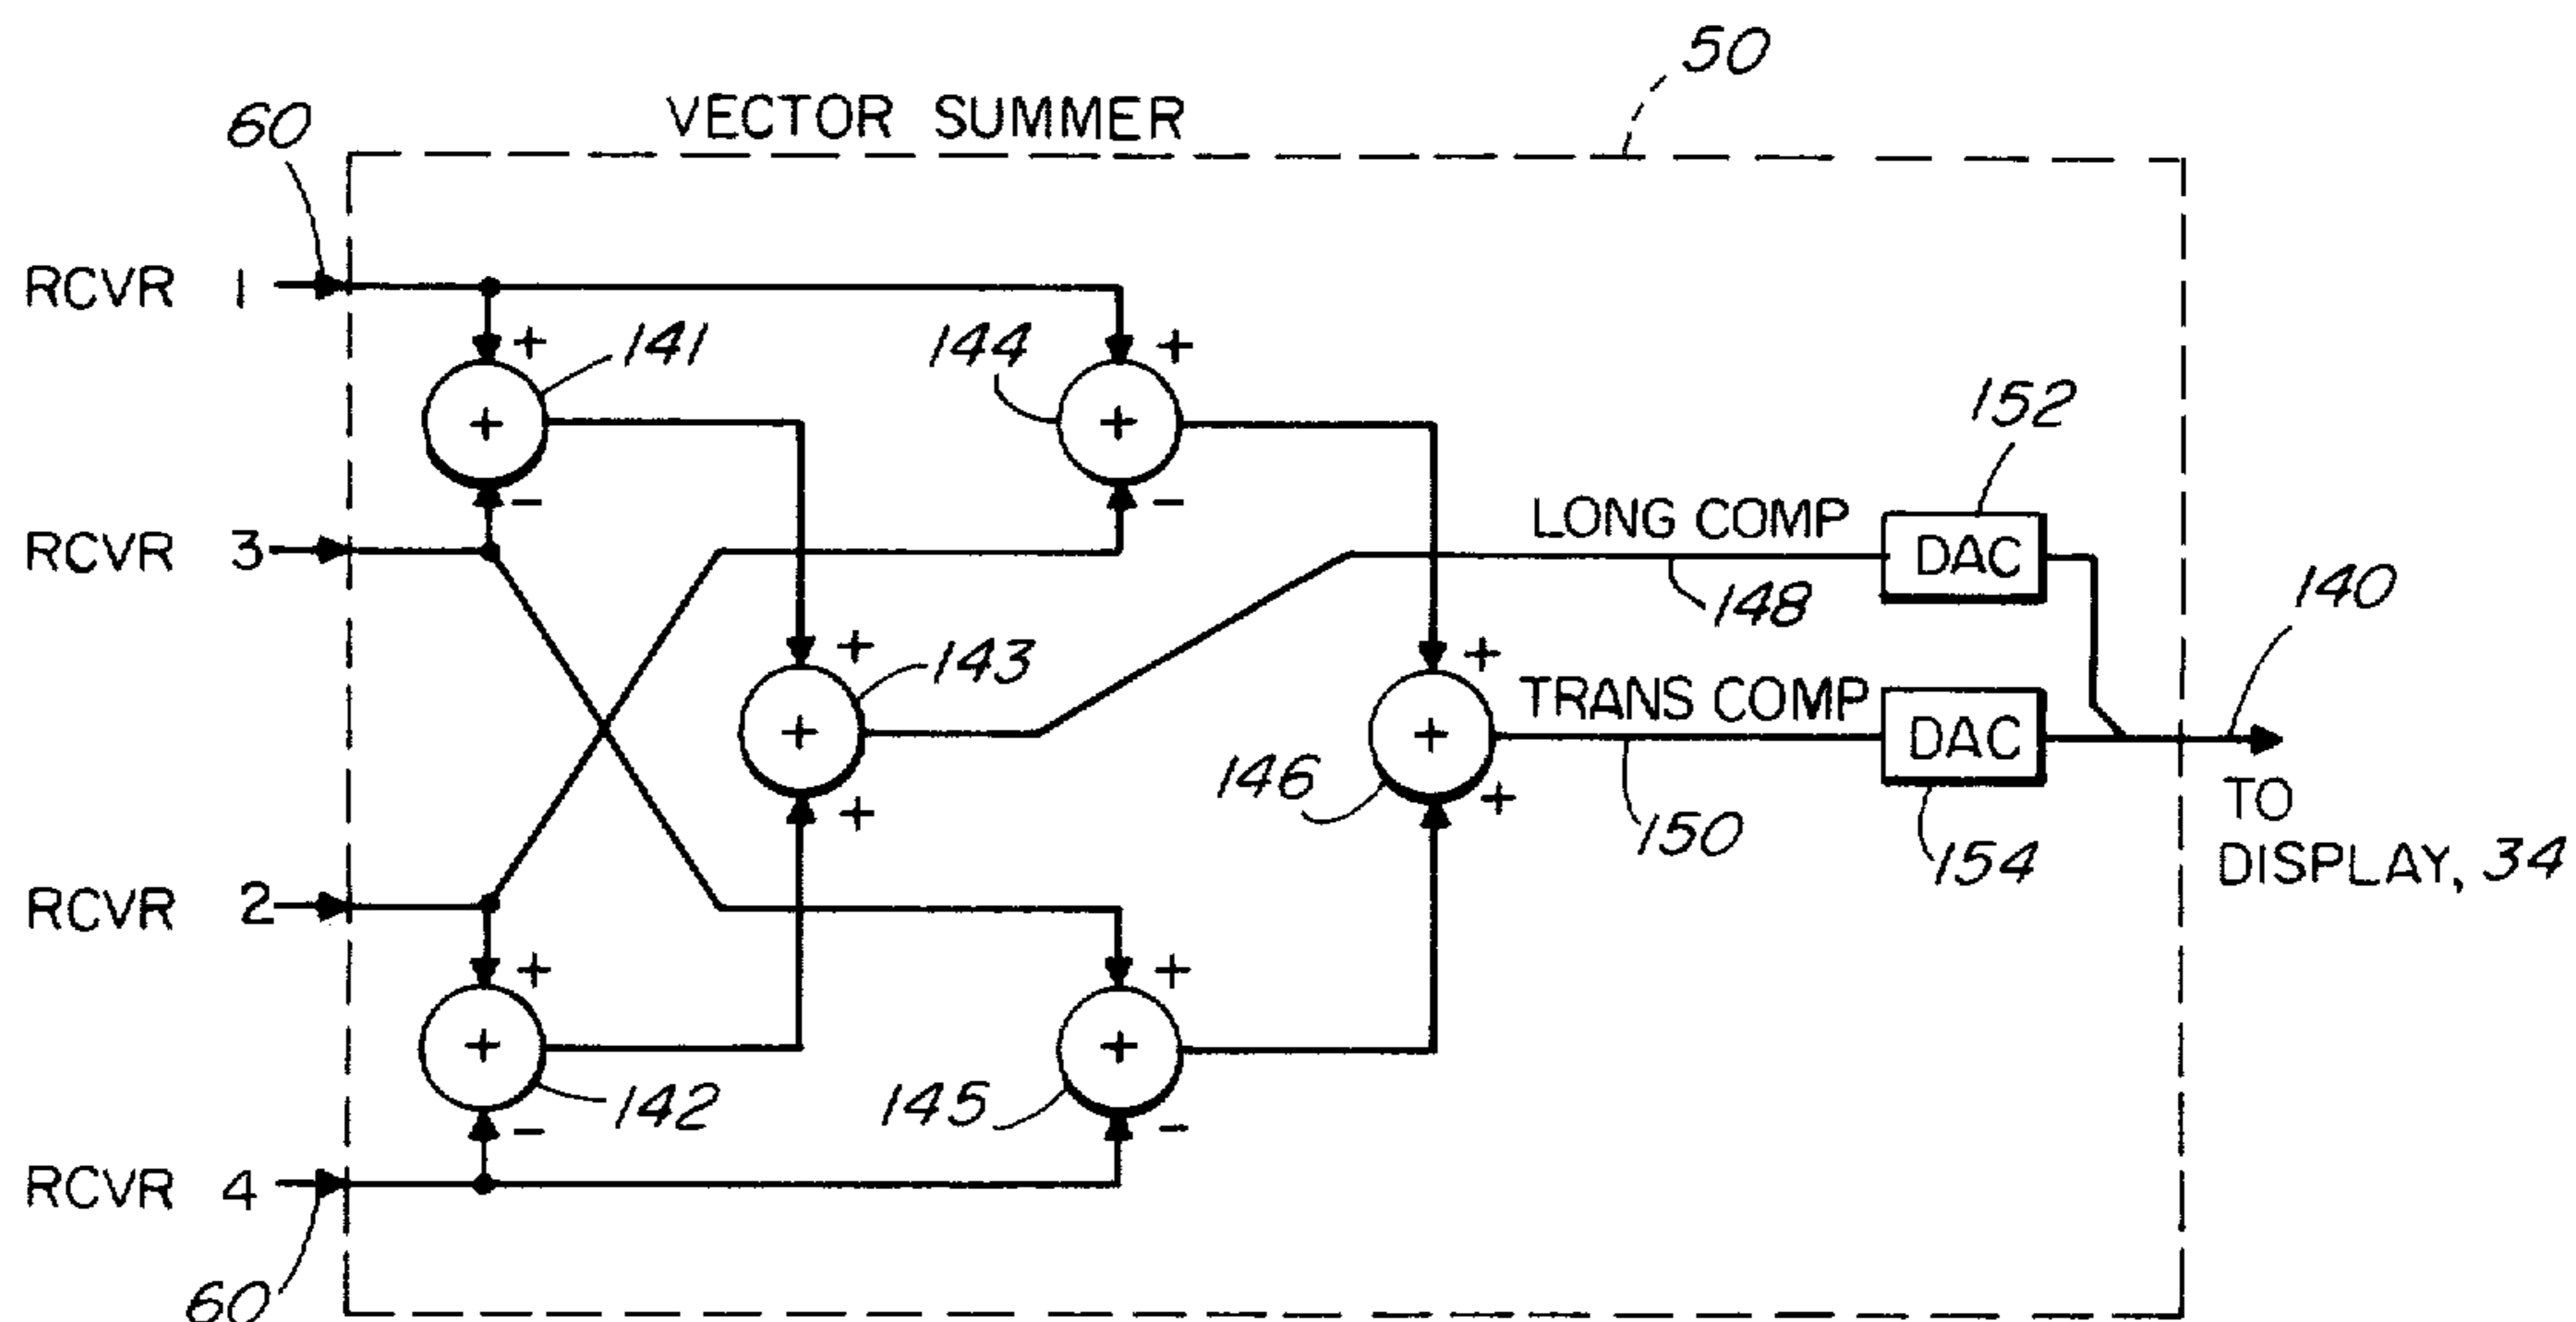 50
VECTOR SUMMER
60
RCVR 1
+
141
144
+
+
+
152
RCVR 3
-
-
LONG COMP
DAC
148
140
+
143
+
+
+
TRANS COMP
DAC
146
+
+
150
154
TO
DISPLAY, 34
RCVR 2
+
+
+
+
142
145
-
-
RCVR 4
60